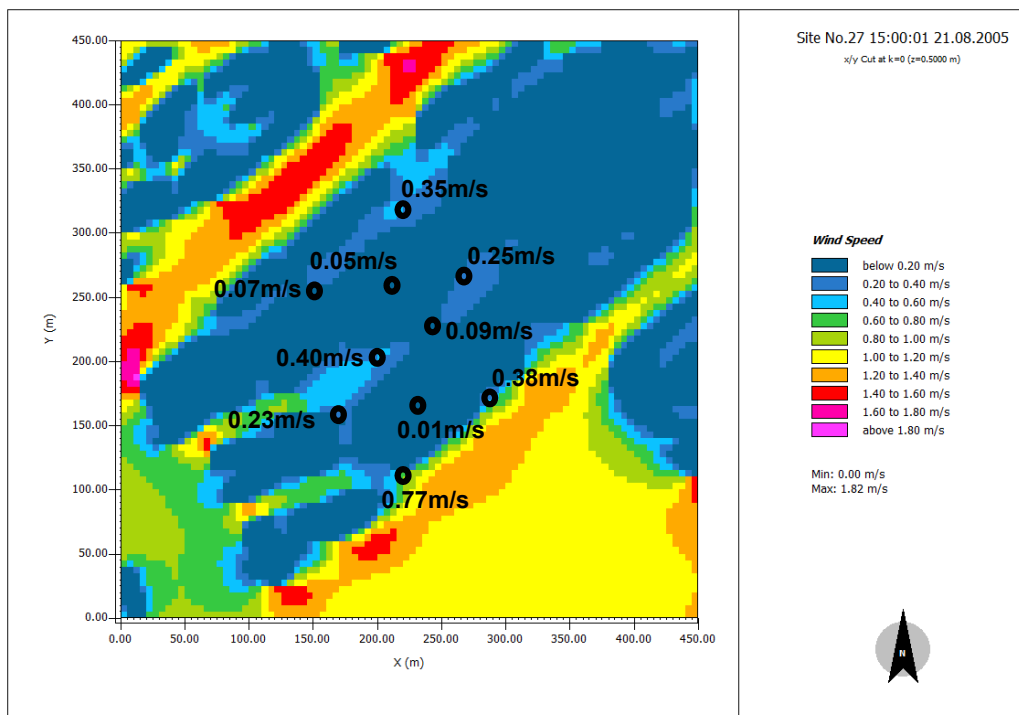 Site No.27 15:00:01 21.08.2005
x/y Cut at k=0 (z=0.5000 m)
450.00
400.00
350.00
300.00
250.00
200.00
150.00
100.00
50.00
0.00
Y (m)
0.35m/s
0.05m/s
0.25m/s
0.07m/s
0.09m/s
0.40m/s
0.38m/s
0.23m/s
0.01m/s
0.77m/s
0.00 50.00 100.00 150.00 200.00 250.00 300.00 350.00 400.00 450.00
X (m)
Wind Speed
below 0.20 m/s
0.20 to 0.40 m/s
0.40 to 0.60 m/s
0.60 to 0.80 m/s
0.80 to 1.00 m/s
1.00 to 1.20 m/s
1.20 to 1.40 m/s
1.40 to 1.60 m/s
1.60 to 1.80 m/s
above 1.80 m/s
Min: 0.00 m/s
Max: 1.82 m/s
N